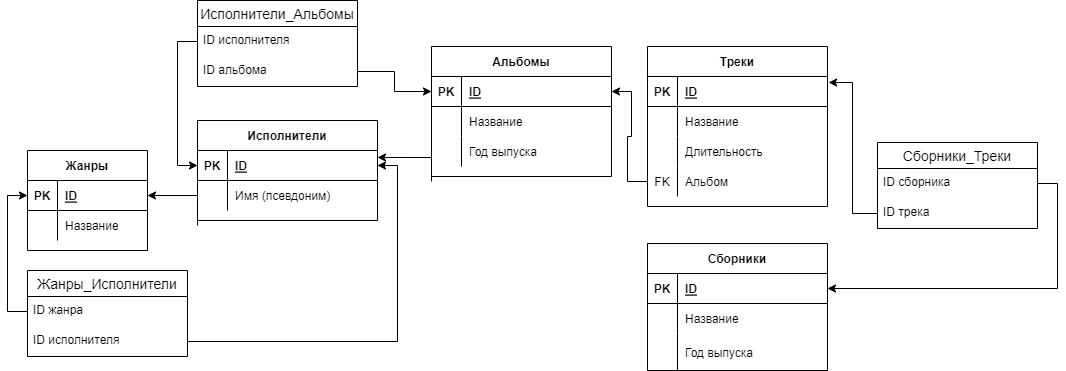 Исполнители_Альбомы
ID исполнителя
ID альбома
Альбомы
PK ID
Название
Год выпуска
Треки
PK ID
Название
Длительность
FK Альбом
Исполнители
PK ID
Имя (псевдоним)
Жанры
PK ID
Название
Сборники_Треки
ID сборника
ID трека
Сборники
PK ID
Название
Год выпуска
Жанры_Исполнители
ID жанра
ID исполнителя